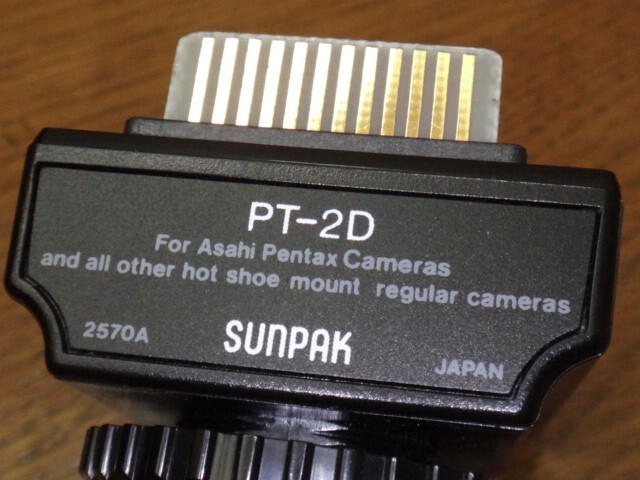 PT-2D
For Asahi Pentax Cameras
and all other hot shoe mount regular cameras
2570A SUNPAK JAPAN